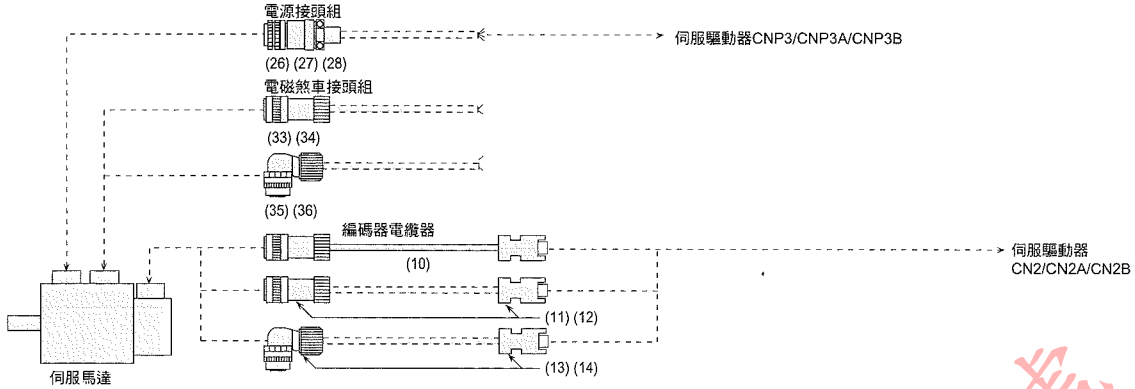 電源接頭組
伺服驅動器CNP3/CNP3A/CNP3B
(26) (27) (28)
電磁煞車接頭組
(33) (34)
(35) (36)
編碼器電纜器
(10)
伺服驅動器
CN2/CN2A/CN2B
(11) (12)
(13) (14)
伺服馬達